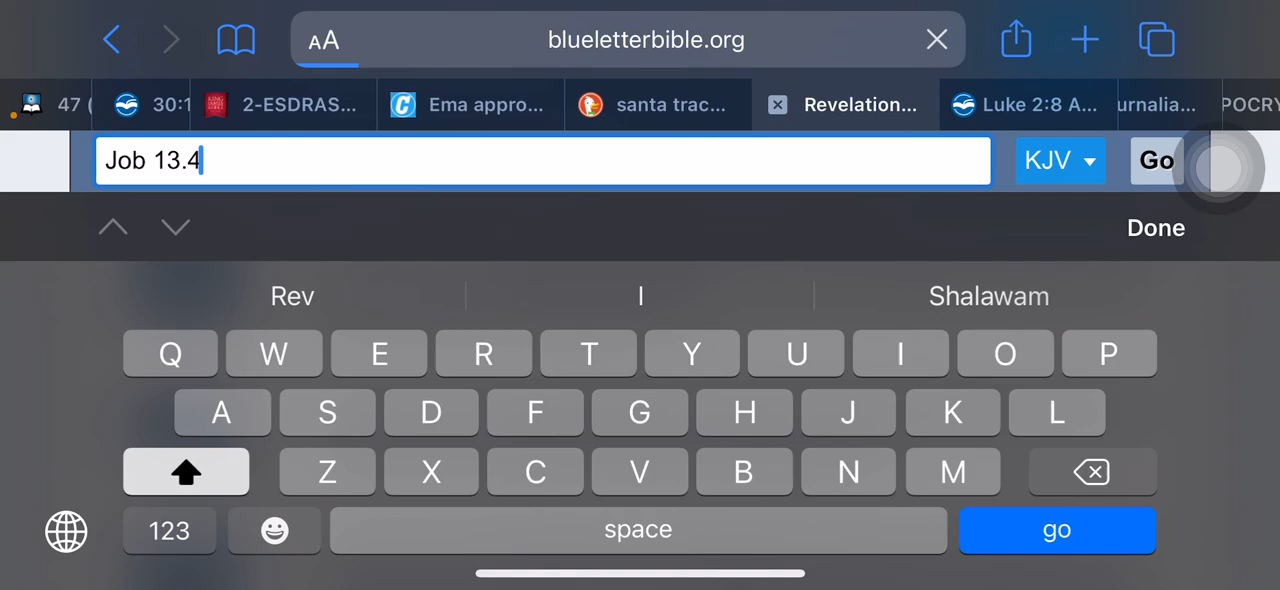 AA blueletterbible.org
47 ( 30:1 2-ESDRAS... Ema appro... santa trac... Revelation... Luke 2:8 A... urnalia... POCRY
Job 13.4 KJV Go
Done
Rev I Shalawam
Q W E R T Y U I O P
A S D F G H J K L
Z X C V B N M
123 space go